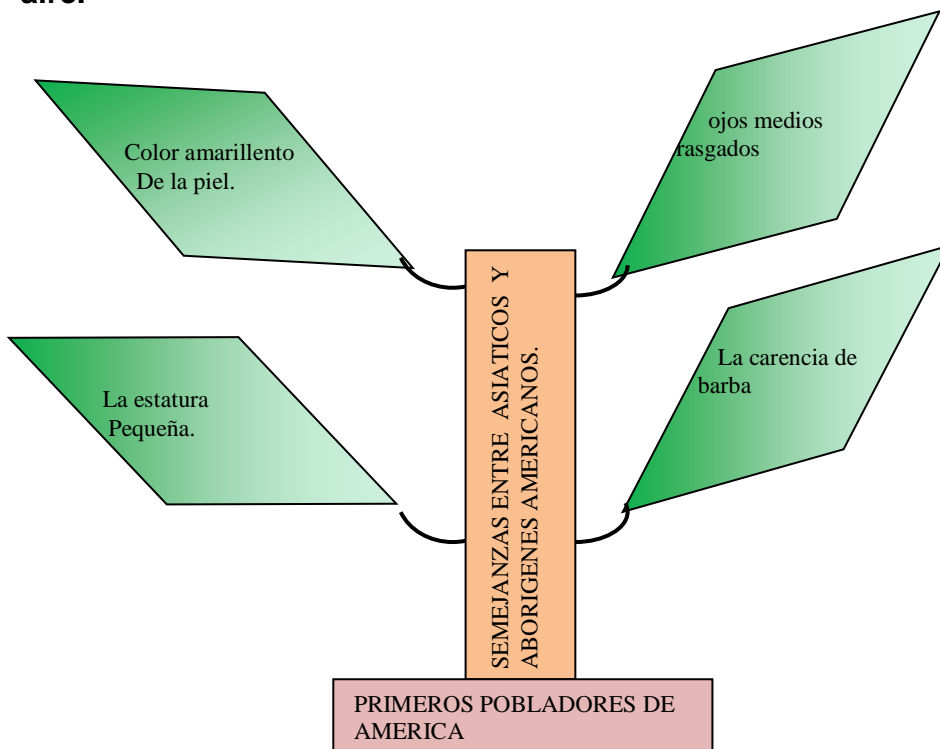 aire.
Color amarillento
De la piel.
ojos medios
rasgados
La estatura
Pequeña.
La carencia de
barba
SEMEJANZAS ENTRE ASIATICOS Y
ABORIGENES AMERICANOS.
PRIMEROS POBLADORES DE
AMERICA